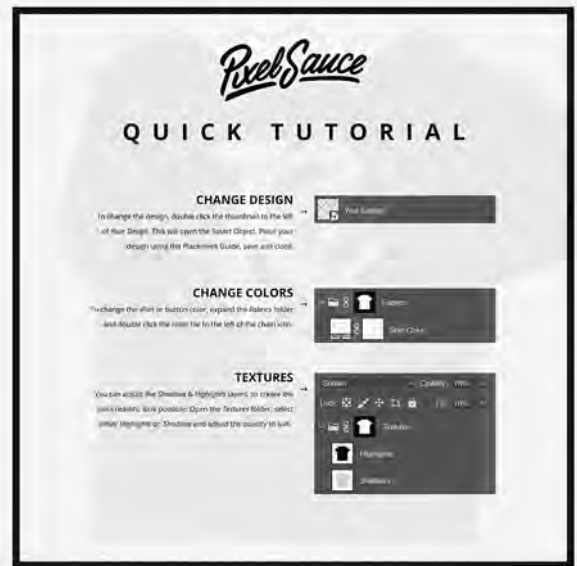 PixelSauce
QUICK TUTORIAL
CHANGE DESIGN
To change the design, double click the thumbnail to the left
of Your Design. This will open the Smart Object. Place your
design using the Placement Guide, save and close.
Your Design
CHANGE COLORS
To change the shirt or button color, expand the Fabrics folder
and double click the color tile to the left of the chain icon.
Shirt Color
TEXTURES
You can adjust the Shadows & Highlights layers, to create the
most realistic look possible. Open the Textures folder, select
either Highlights or Shadows and adjust the opacity to suit.
Screen
Opacity:
Lock:
Fill:
Textures
Highlights
Shadows